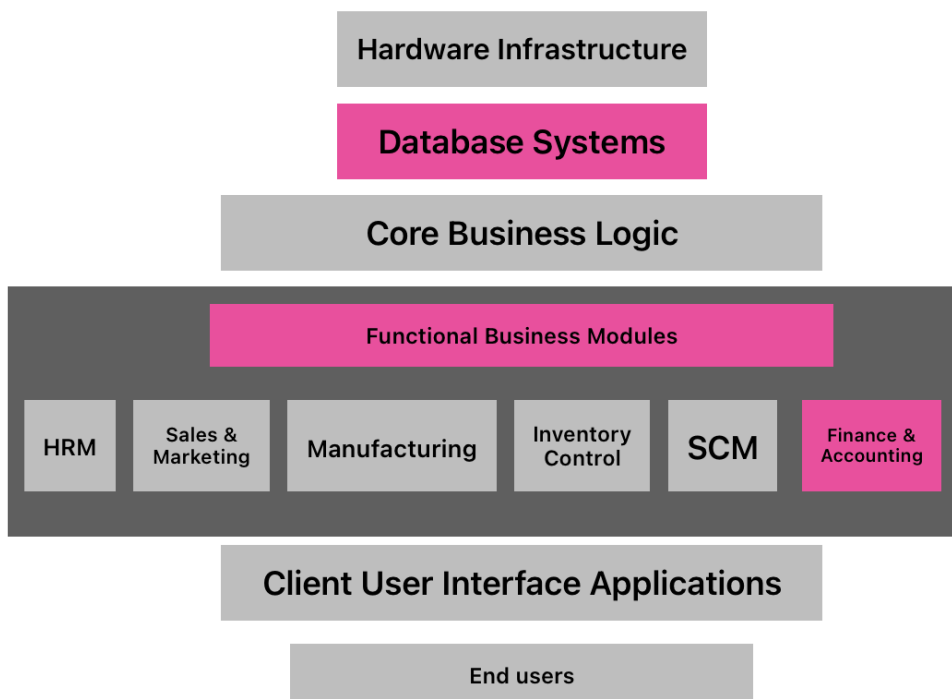 Hardware Infrastructure
Database Systems
Core Business Logic
Functional Business Modules
HRM
Sales &
Marketing
Manufacturing
Inventory
Control
SCM
Finance &
Accounting
Client User Interface Applications
End users